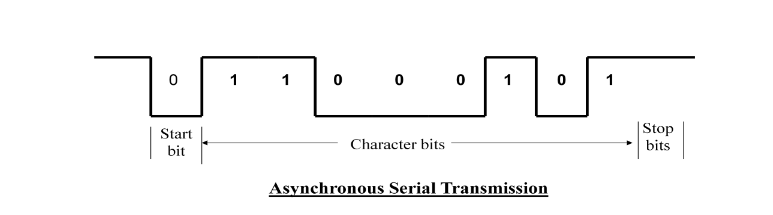 0 1 1 0 0 0 1 0 1
Start
bit
Character bits
Stop
bits
Asynchronous Serial Transmission